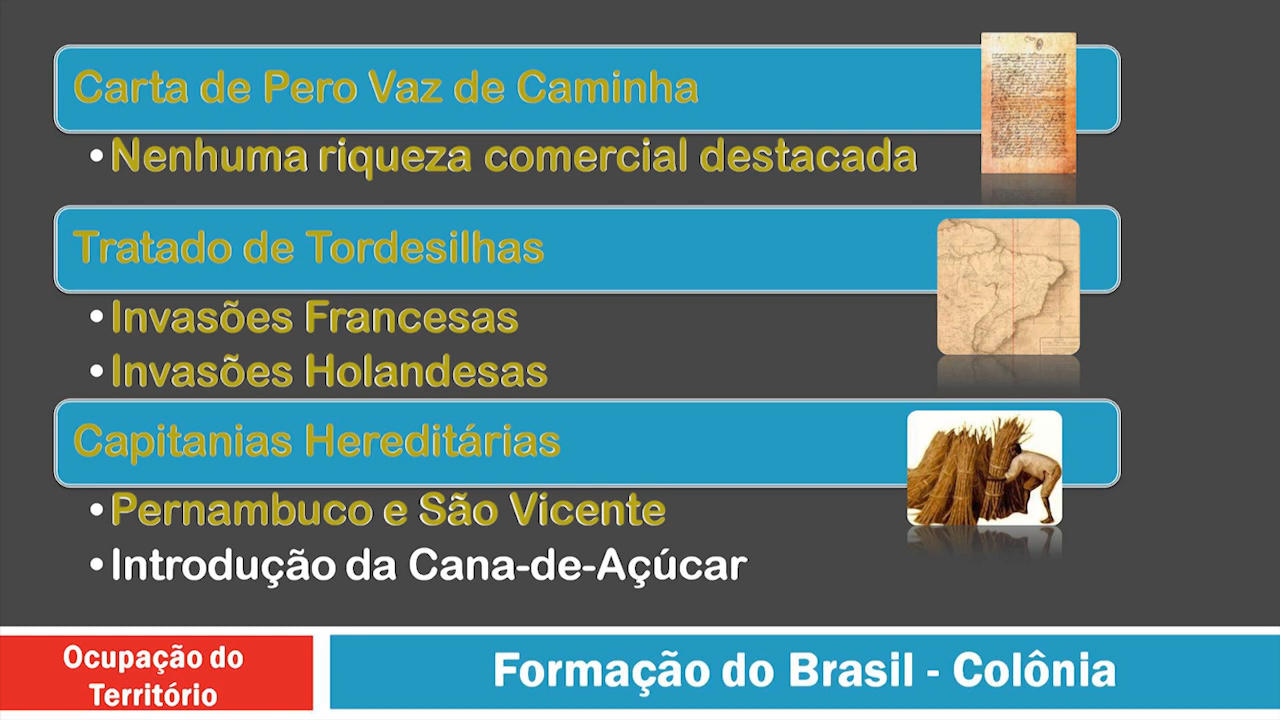 Carta de Pero Vaz de Caminha
•Nenhuma riqueza comercial destacada
Tratado de Tordesilhas
•Invasões Francesas
•Invasões Holandesas
Capitanias Hereditárias
•Pernambuco e São Vicente
•Introdução da Cana-de-Açúcar
Ocupação do
Território
Formação do Brasil - Colônia